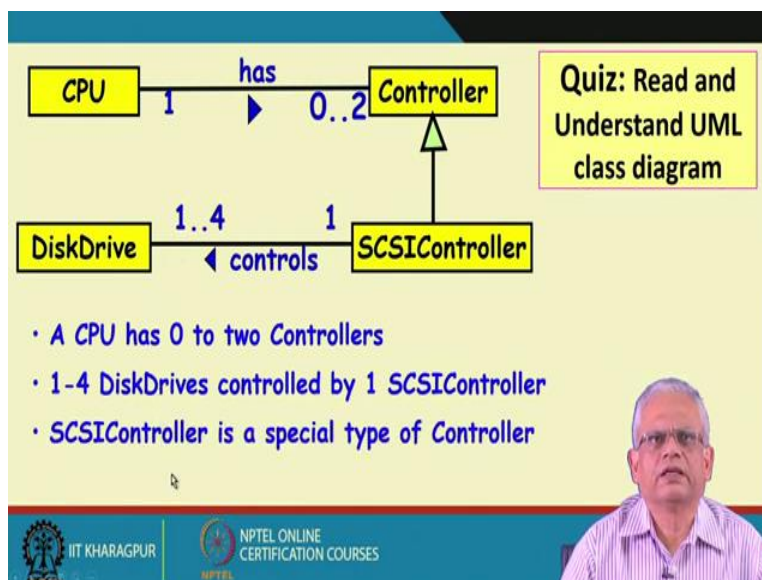 CPU
1
has
0..2
Controller
Quiz: Read and
Understand UML
class diagram
DiskDrive
1..4
controls
1
SCSIController
• A CPU has 0 to two Controllers
• 1-4 DiskDrives controlled by 1 SCSIController
• SCSIController is a special type of Controller
IIT KHARAGPUR
NPTEL ONLINE
CERTIFICATION COURSES
NPTEL